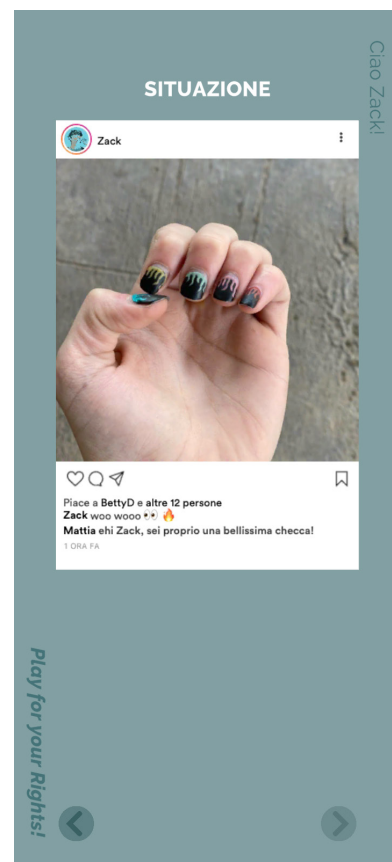 Ciao Zack!
SITUAZIONE
Zack
Piace a BettyD e altre 12 persone
Zack woo wooo 👀 🔥
Mattia ehi Zack, sei proprio una bellissima checca!
1 ORA FA
Play for your Rights!